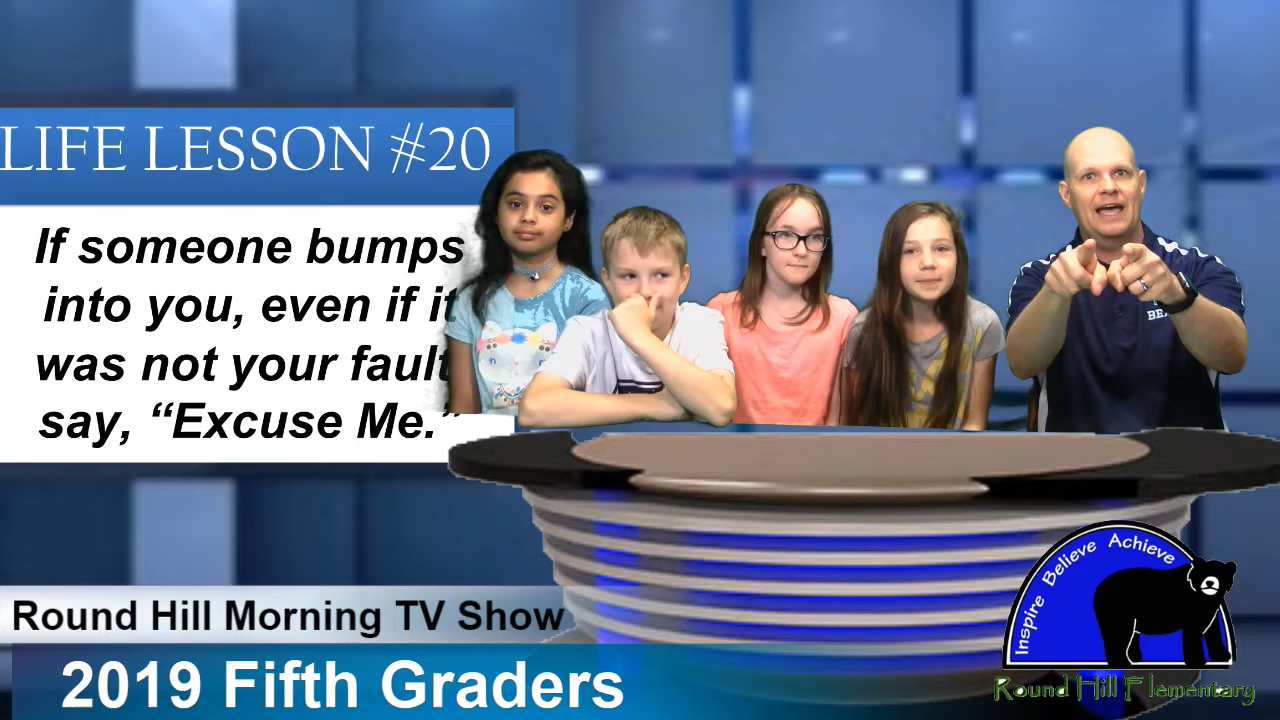 LIFE LESSON #20
If someone bumps
into you, even if it
was not your fault
say, “Excuse Me.”
BEA
Round Hill Morning TV Show
2019 Fifth Graders
Inspire Believe Achieve
Round Hill Elementary